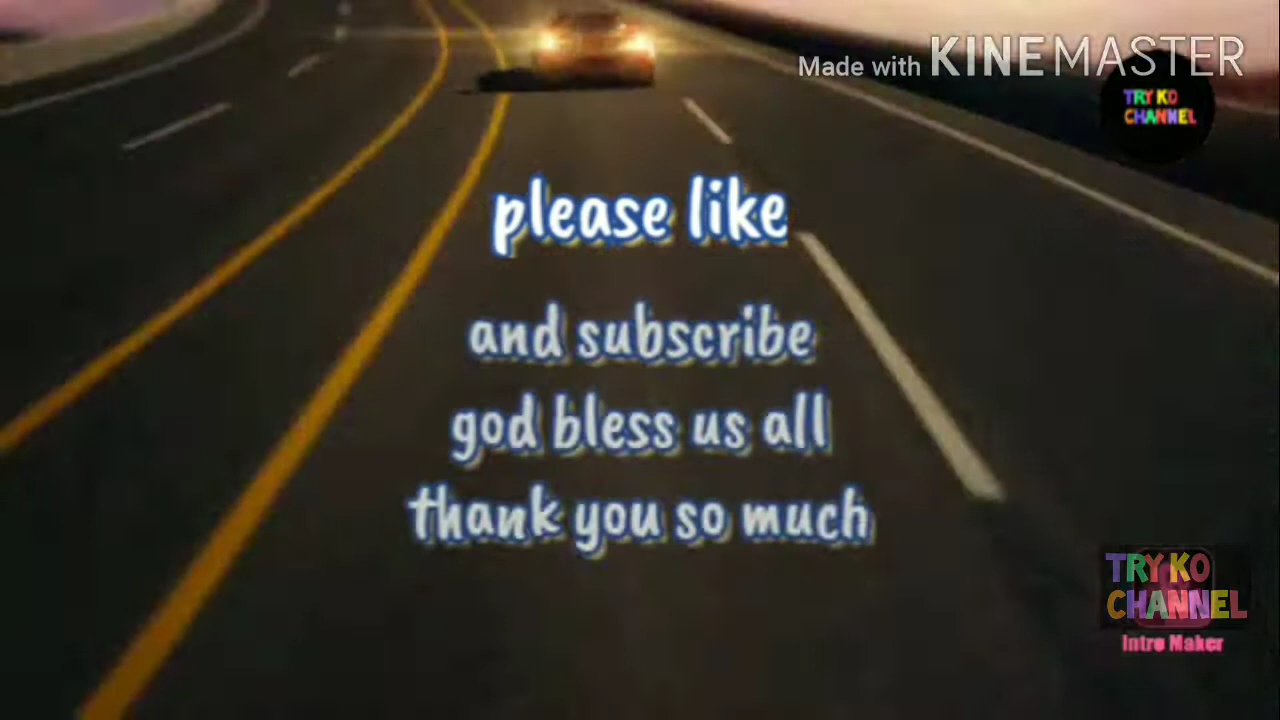 Made with KINEMASTER
TRY KO
CHANNEL
please like
and subscribe
god bless us all
thank you so much
TRY KO
CHANNEL
Intro Maker